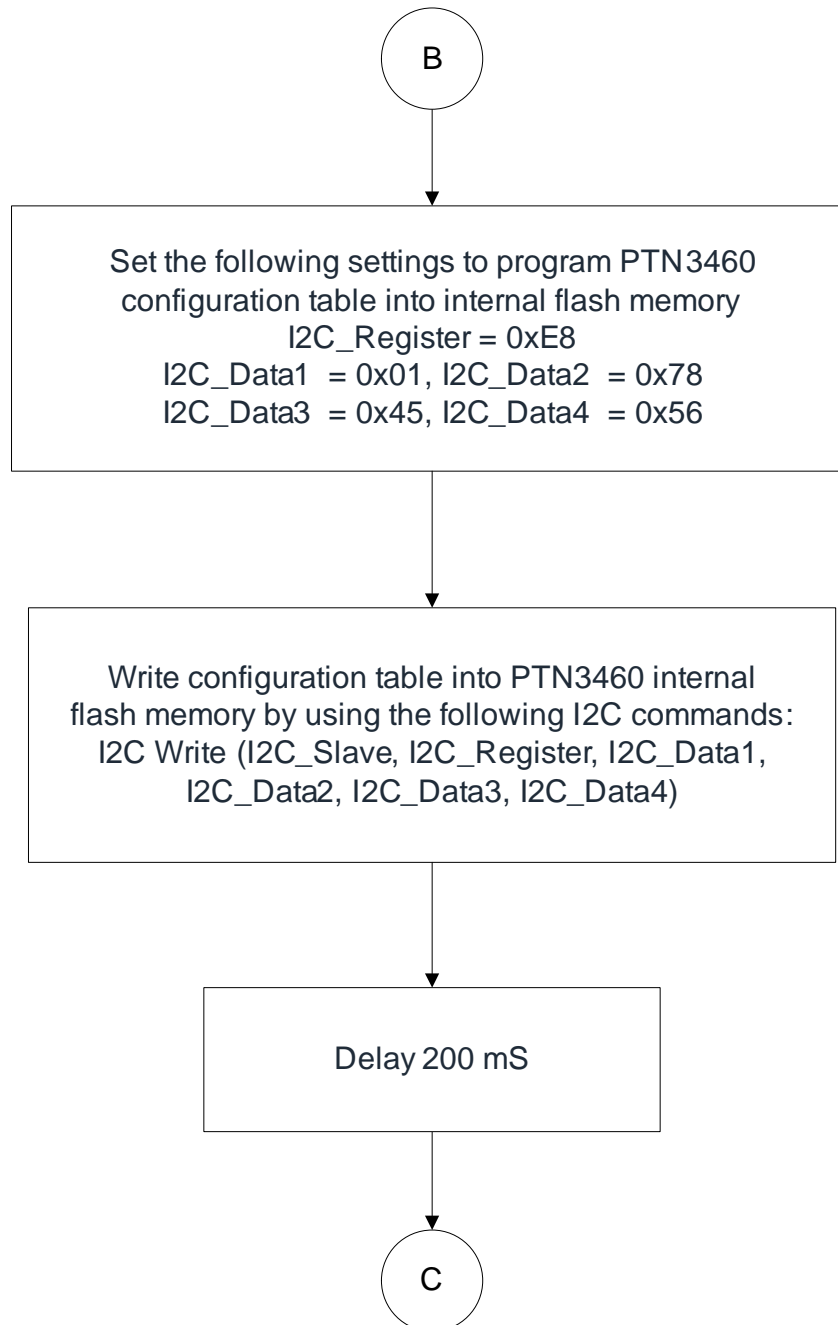 B
Set the following settings to program PTN3460
configuration table into internal flash memory
I2C_Register = 0xE8
I2C_Data1  = 0x01, I2C_Data2  = 0x78
I2C_Data3  = 0x45, I2C_Data4  = 0x56
Write configuration table into PTN3460 internal
flash memory by using the following I2C commands:
I2C Write (I2C_Slave, I2C_Register, I2C_Data1,
I2C_Data2, I2C_Data3, I2C_Data4)
Delay 200 mS
C